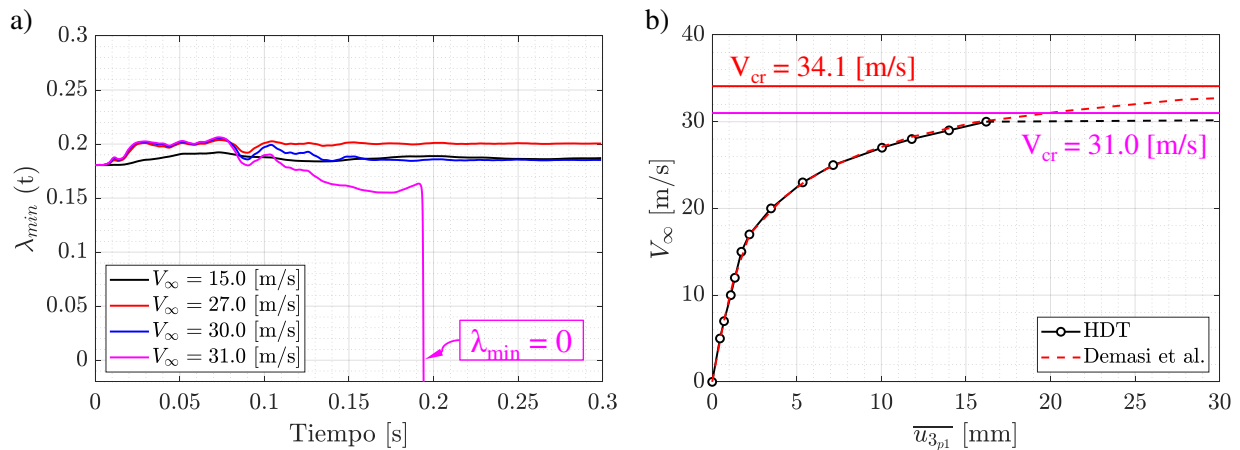 a)
0.3
0.25
0.2
0.15
0.1
0.05
0
λ_min (t)
V∞ = 15.0 [m/s]
V∞ = 27.0 [m/s]
V∞ = 30.0 [m/s]
V∞ = 31.0 [m/s]
λ_min = 0
0 0.05 0.1 0.15 0.2 0.25 0.3
Tiempo [s]
b)
40
30
20
10
0
V∞ [m/s]
V_cr = 34.1 [m/s]
V_cr = 31.0 [m/s]
HDT
Demasi et al.
0 5 10 15 20 25 30
u̅_{3_{p1}} [mm]